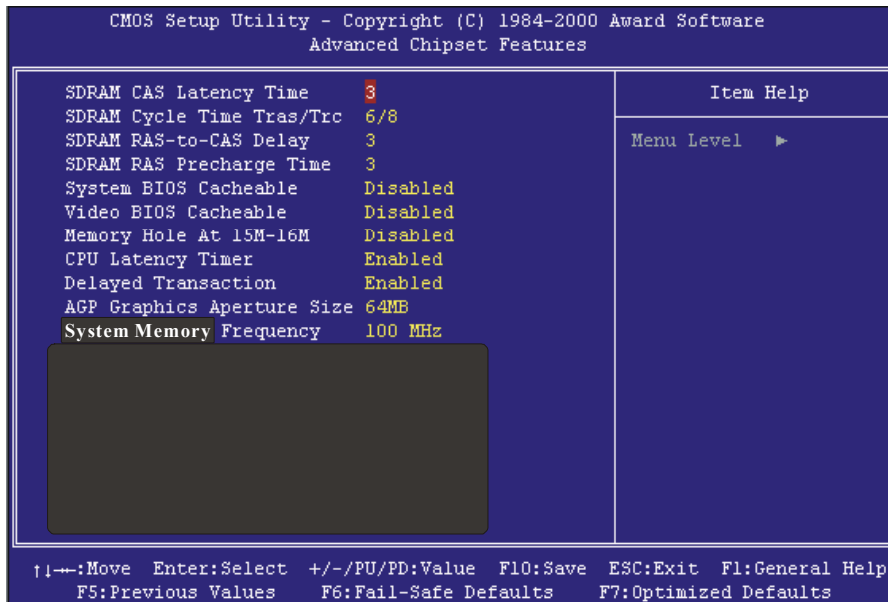 CMOS Setup Utility - Copyright (C) 1984-2000 Award Software
Advanced Chipset Features
SDRAM CAS Latency Time 3
SDRAM Cycle Time Tras/Trc 6/8
SDRAM RAS-to-CAS Delay 3
SDRAM RAS Precharge Time 3
System BIOS Cacheable Disabled
Video BIOS Cacheable Disabled
Memory Hole At 15M-16M Disabled
CPU Latency Timer Enabled
Delayed Transaction Enabled
AGP Graphics Aperture Size 64MB
System Memory Frequency 100 MHz
Item Help
Menu Level ►
↑↓→←:Move Enter:Select +/-/PU/PD:Value F10:Save ESC:Exit F1:General Help
F5:Previous Values F6:Fail-Safe Defaults F7:Optimized Defaults